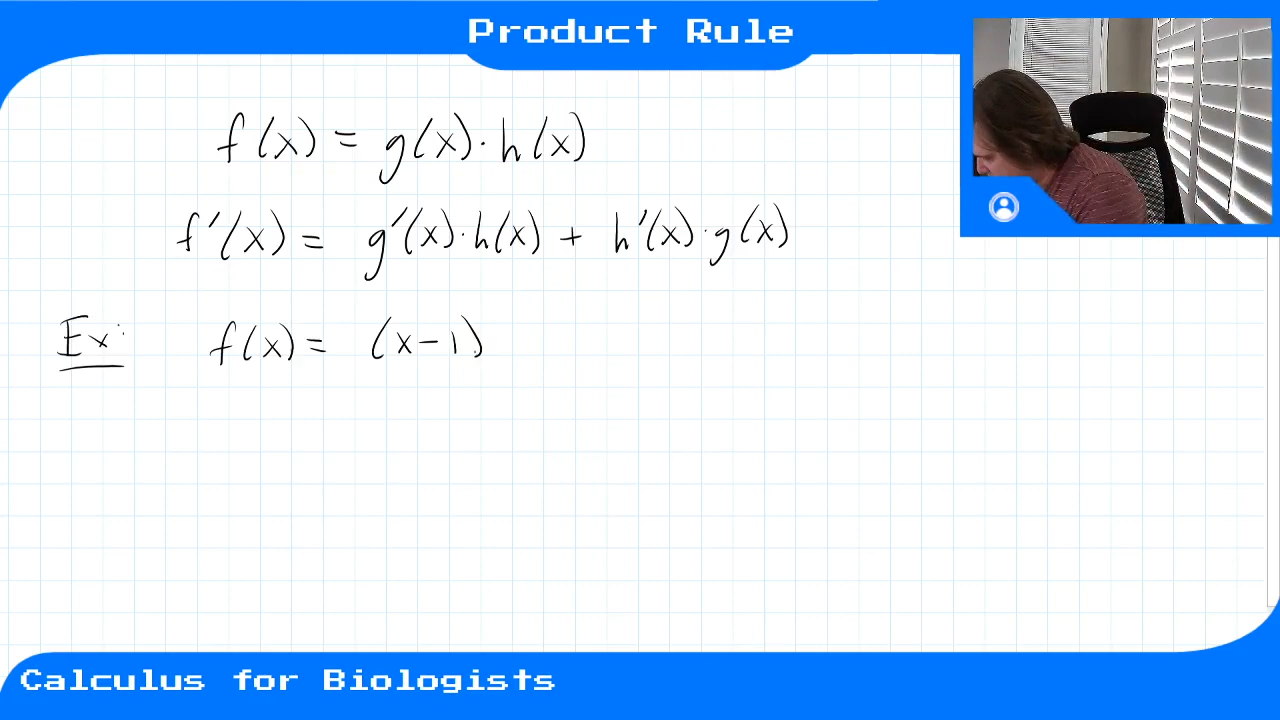 Product Rule
f(x) = g(x)·h(x)
f′(x) = g′(x)·h(x) + h′(x)·g(x)
Ex: f(x) = (x-1)
Calculus for Biologists